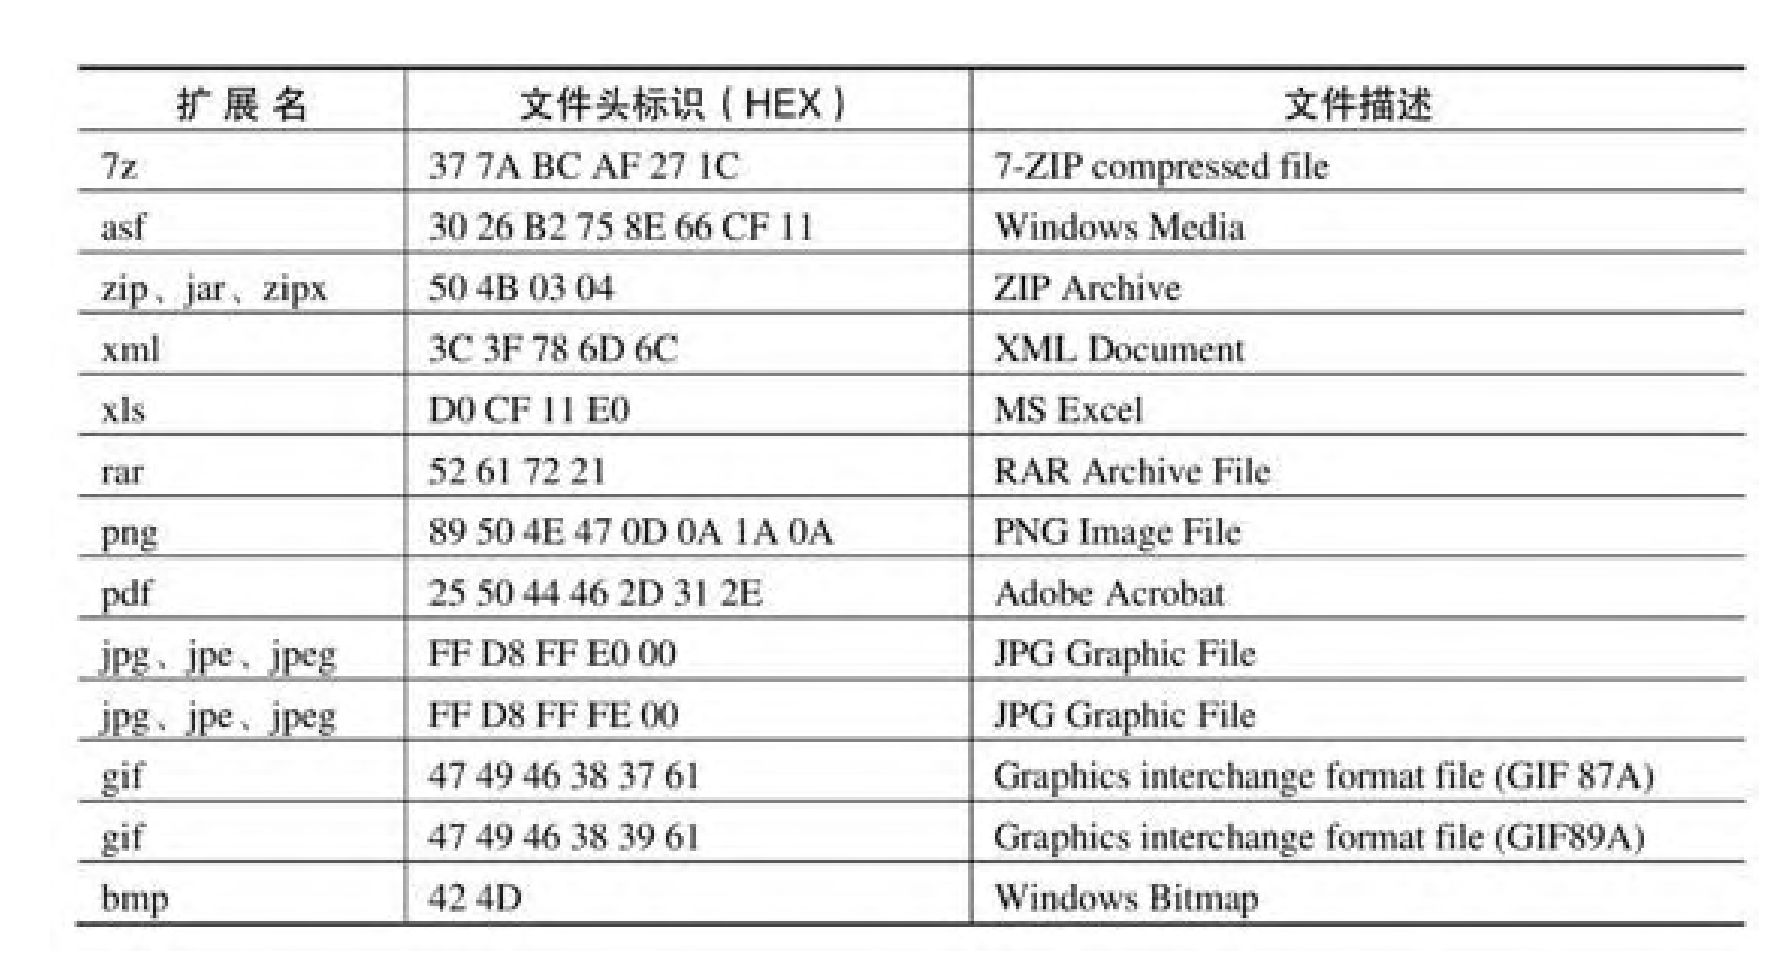 扩展名 文件头标识（HEX） 文件描述
7z 37 7A BC AF 27 1C 7-ZIP compressed file
asf 30 26 B2 75 8E 66 CF 11 Windows Media
zip、jar、zipx 50 4B 03 04 ZIP Archive
xml 3C 3F 78 6D 6C XML Document
xls D0 CF 11 E0 MS Excel
rar 52 61 72 21 RAR Archive File
png 89 50 4E 47 0D 0A 1A 0A PNG Image File
pdf 25 50 44 46 2D 31 2E Adobe Acrobat
jpg、jpe、jpeg FF D8 FF E0 00 JPG Graphic File
jpg、jpe、jpeg FF D8 FF FE 00 JPG Graphic File
gif 47 49 46 38 37 61 Graphics interchange format file (GIF 87A)
gif 47 49 46 38 39 61 Graphics interchange format file (GIF89A)
bmp 42 4D Windows Bitmap